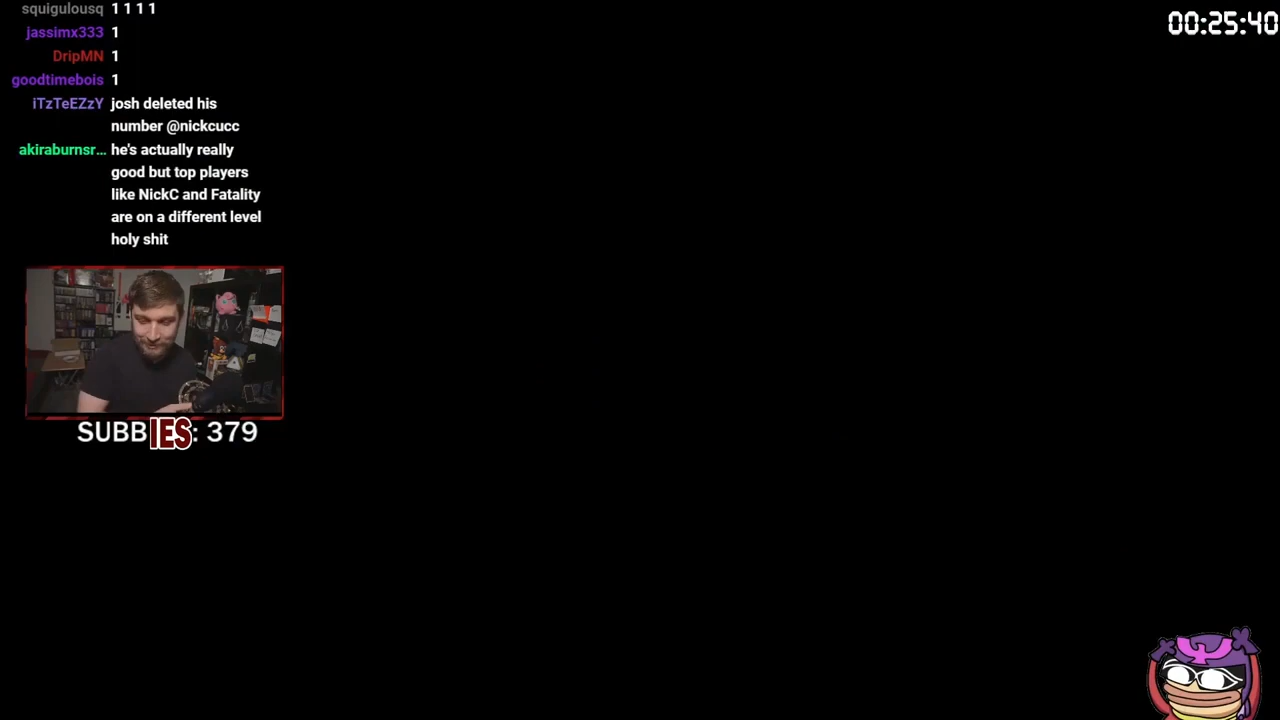 squigulousq 1 1 1 1
00:25:40
jassimx333 1
DripMN 1
goodtimebois 1
iTzTeEZzY josh deleted his
number @nickcucc
akiraburnsr... he's actually really
good but top players
like NickC and Fatality
are on a different level
holy shit
SUBBIES: 379